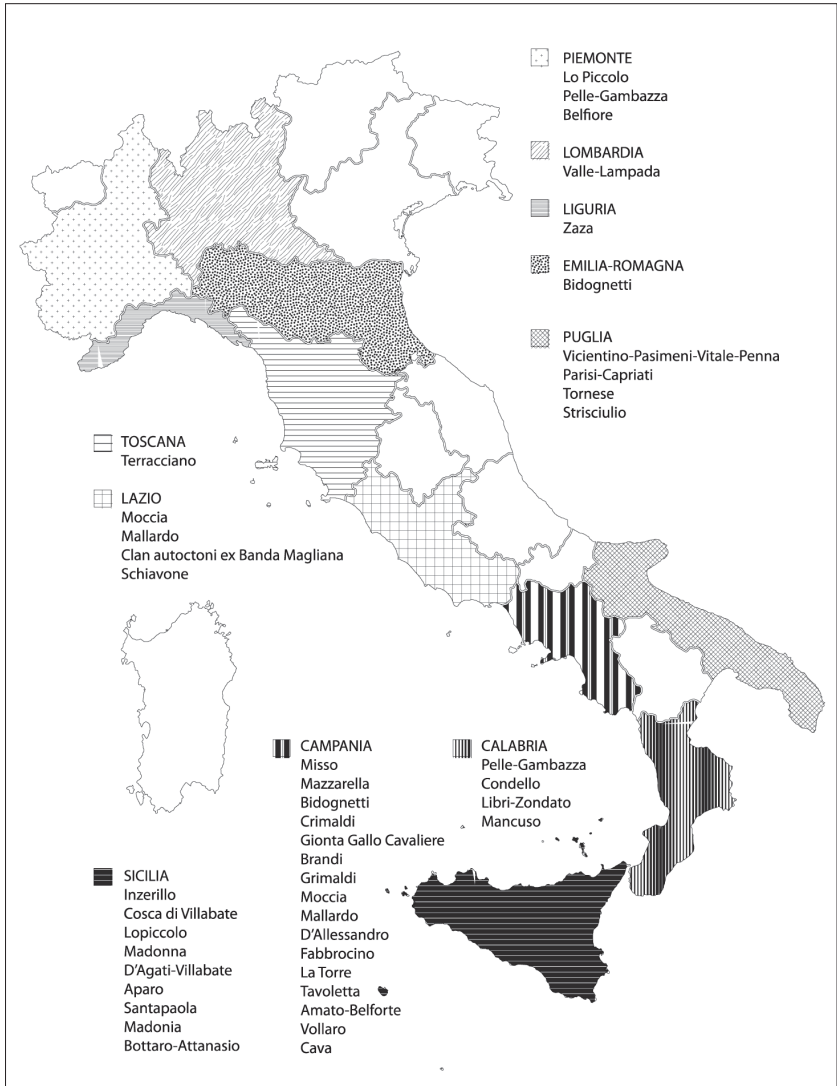 PIEMONTE
Lo Piccolo
Pelle-Gambazza
Belfiore
LOMBARDIA
Valle-Lampada
LIGURIA
Zaza
EMILIA-ROMAGNA
Bidognetti
PUGLIA
Vicientino-Pasimeni-Vitale-Penna
Parisi-Capriati
Tornese
Strisciulio
TOSCANA
Terracciano
LAZIO
Moccia
Mallardo
Clan autoctoni ex Banda Magliana
Schiavone
CAMPANIA
Misso
Mazzarella
Bidognetti
Crimaldi
Gionta Gallo Cavaliere
Brandi
Grimaldi
Moccia
Mallardo
D'Allessandro
Fabbrocino
La Torre
Tavoletta
Amato-Belforte
Vollaro
Cava
CALABRIA
Pelle-Gambazza
Condello
Libri-Zondato
Mancuso
SICILIA
Inzerillo
Cosca di Villabate
Lopiccolo
Madonna
D'Agati-Villabate
Aparo
Santapaola
Madonia
Bottaro-Attanasio